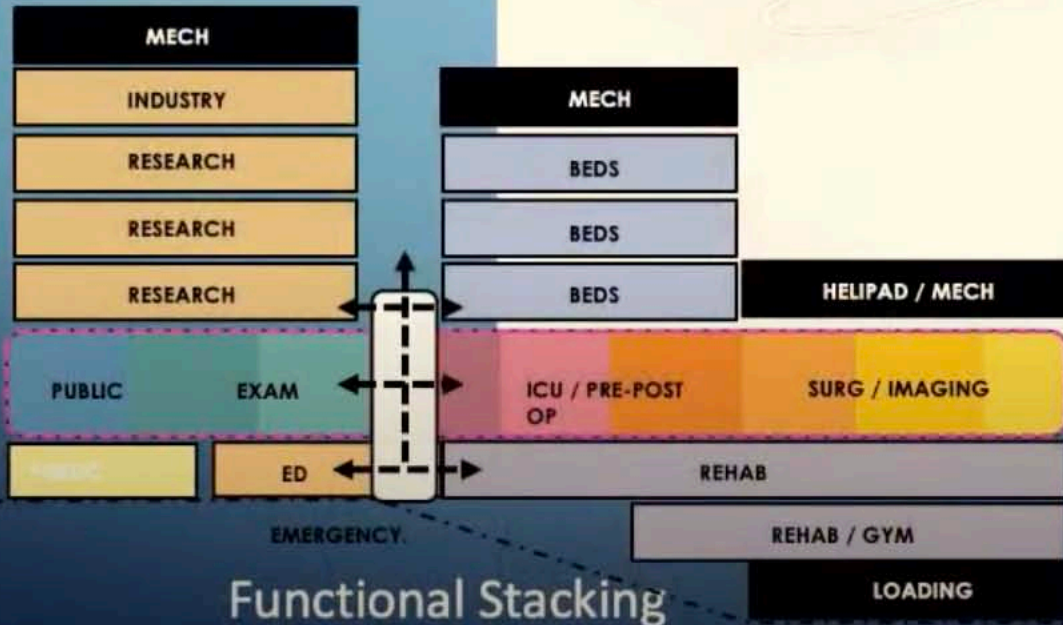 MECH
INDUSTRY
MECH
RESEARCH
BEDS
RESEARCH
BEDS
RESEARCH
BEDS
HELIPAD / MECH
PUBLIC
EXAM
ICU / PRE-POST
OP
SURG / IMAGING
ED
REHAB
EMERGENCY.
REHAB / GYM
LOADING
Functional Stacking